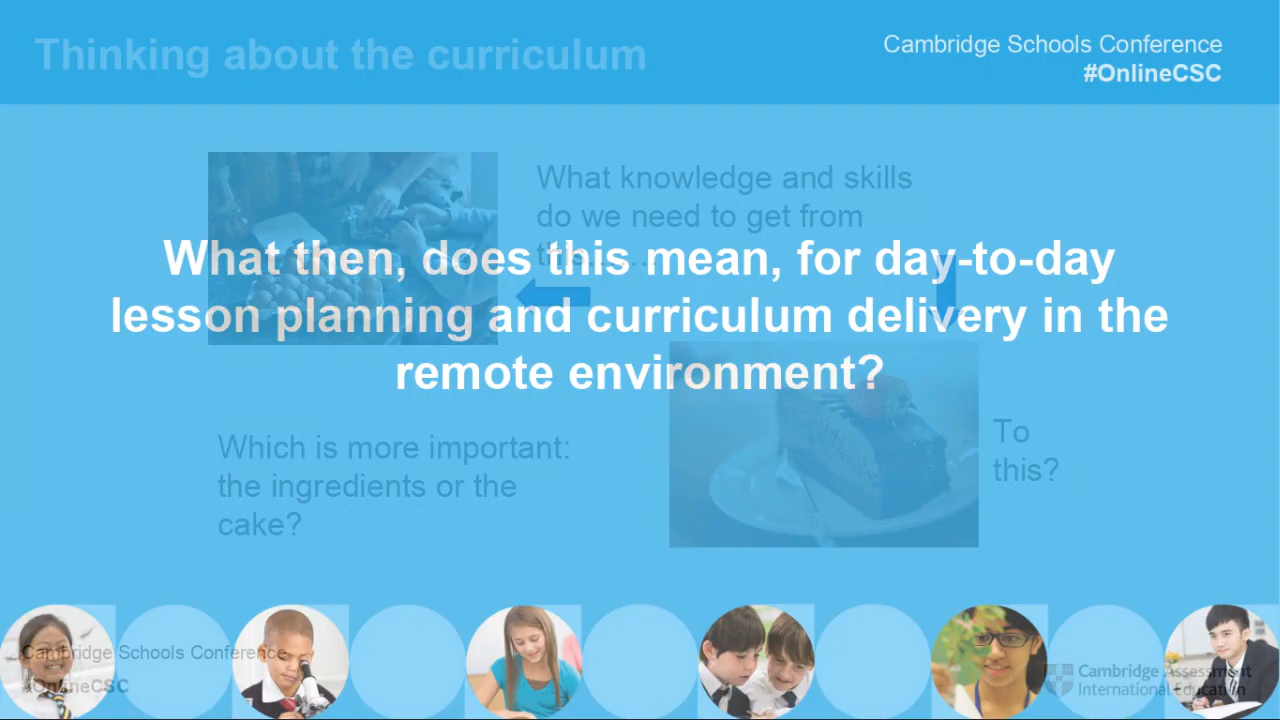 Thinking about the curriculum
Cambridge Schools Conference
#OnlineCSC
What knowledge and skills
do we need to get from
this……
What then, does this mean, for day-to-day
lesson planning and curriculum delivery in the
remote environment?
To
this?
Which is more important:
the ingredients or the
cake?
Cambridge Schools Conference
#OnlineCSC
Cambridge Assessment
International Education